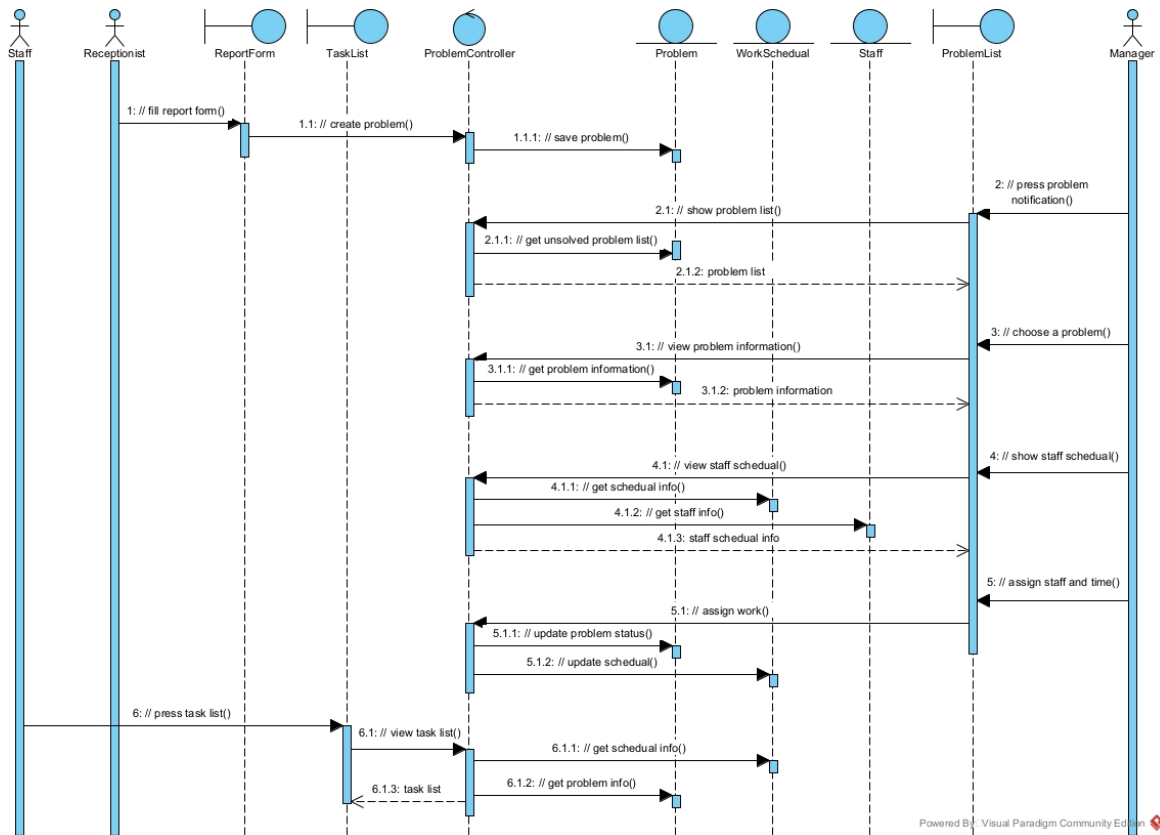 Staff
Receptionist
ReportForm
TaskList
ProblemController
Problem
WorkSchedual
Staff
ProblemList
Manager
1: // fill report form()
1.1: // create problem()
1.1.1: // save problem()
2: // press problem
notification()
2.1: // show problem list()
2.1.1: // get unsolved problem list()
2.1.2: problem list
3: // choose a problem()
3.1: // view problem information()
3.1.1: // get problem information()
3.1.2: problem information
4: // show staff schedual()
4.1: // view staff schedual()
4.1.1: // get schedual info()
4.1.2: // get staff info()
4.1.3: staff schedual info
5: // assign staff and time()
5.1: // assign work()
5.1.1: // update problem status()
5.1.2: // update schedual()
6: // press task list()
6.1: // view task list()
6.1.1: // get schedual info()
6.1.2: // get problem info()
6.1.3: task list
Powered By: Visual Paradigm Community Edition